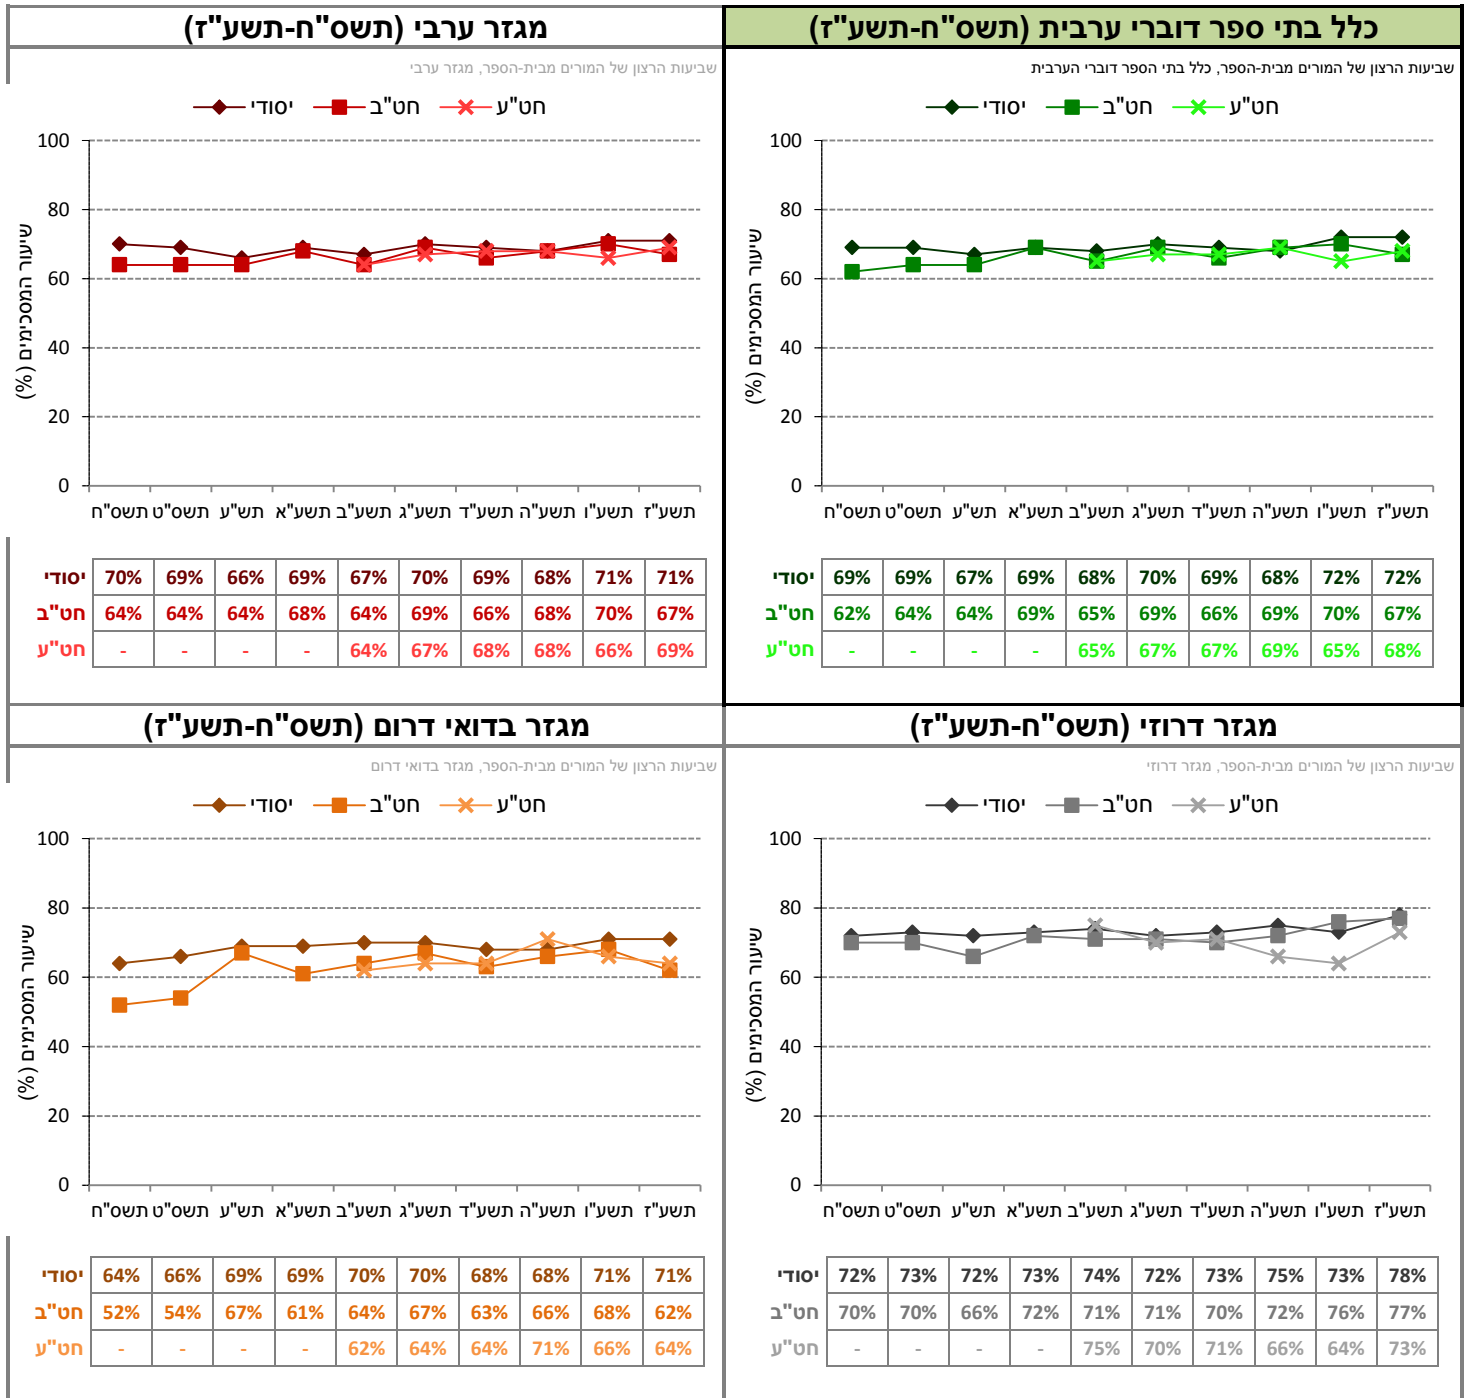 כלל בתי ספר דוברי ערבית (תשס"ח-תשע"ז)
שביעות הרצון של המורים מבית-הספר, כלל בתי הספר דוברי הערבית
יסודי חט"ב חט"ע
שיעור המסכימים (%)
100
80
60
40
20
0
תשס"ח תשס"ט תש"ע תשע"א תשע"ב תשע"ג תשע"ד תשע"ה תשע"ו תשע"ז
יסודי 69% 69% 67% 69% 68% 70% 69% 68% 72% 72%
חט"ב 62% 64% 64% 69% 65% 69% 66% 69% 70% 67%
חט"ע - - - - 65% 67% 67% 69% 65% 68%
מגזר ערבי (תשס"ח-תשע"ז)
שביעות הרצון של המורים מבית-הספר, מגזר ערבי
יסודי חט"ב חט"ע
שיעור המסכימים (%)
100
80
60
40
20
0
תשס"ח תשס"ט תש"ע תשע"א תשע"ב תשע"ג תשע"ד תשע"ה תשע"ו תשע"ז
יסודי 70% 69% 66% 69% 67% 70% 69% 68% 71% 71%
חט"ב 64% 64% 64% 68% 64% 69% 66% 68% 70% 67%
חט"ע - - - - 64% 67% 68% 68% 66% 69%
מגזר דרוזי (תשס"ח-תשע"ז)
שביעות הרצון של המורים מבית-הספר, מגזר דרוזי
יסודי חט"ב חט"ע
שיעור המסכימים (%)
100
80
60
40
20
0
תשס"ח תשס"ט תש"ע תשע"א תשע"ב תשע"ג תשע"ד תשע"ה תשע"ו תשע"ז
יסודי 72% 73% 72% 73% 74% 72% 73% 75% 73% 78%
חט"ב 70% 70% 66% 72% 71% 71% 70% 72% 76% 77%
חט"ע - - - - 75% 70% 71% 66% 64% 73%
מגזר בדואי דרום (תשס"ח-תשע"ז)
שביעות הרצון של המורים מבית-הספר, מגזר בדואי דרום
יסודי חט"ב חט"ע
שיעור המסכימים (%)
100
80
60
40
20
0
תשס"ח תשס"ט תש"ע תשע"א תשע"ב תשע"ג תשע"ד תשע"ה תשע"ו תשע"ז
יסודי 64% 66% 69% 69% 70% 70% 68% 68% 71% 71%
חט"ב 52% 54% 67% 61% 64% 67% 63% 66% 68% 62%
חט"ע - - - - 62% 64% 64% 71% 66% 64%